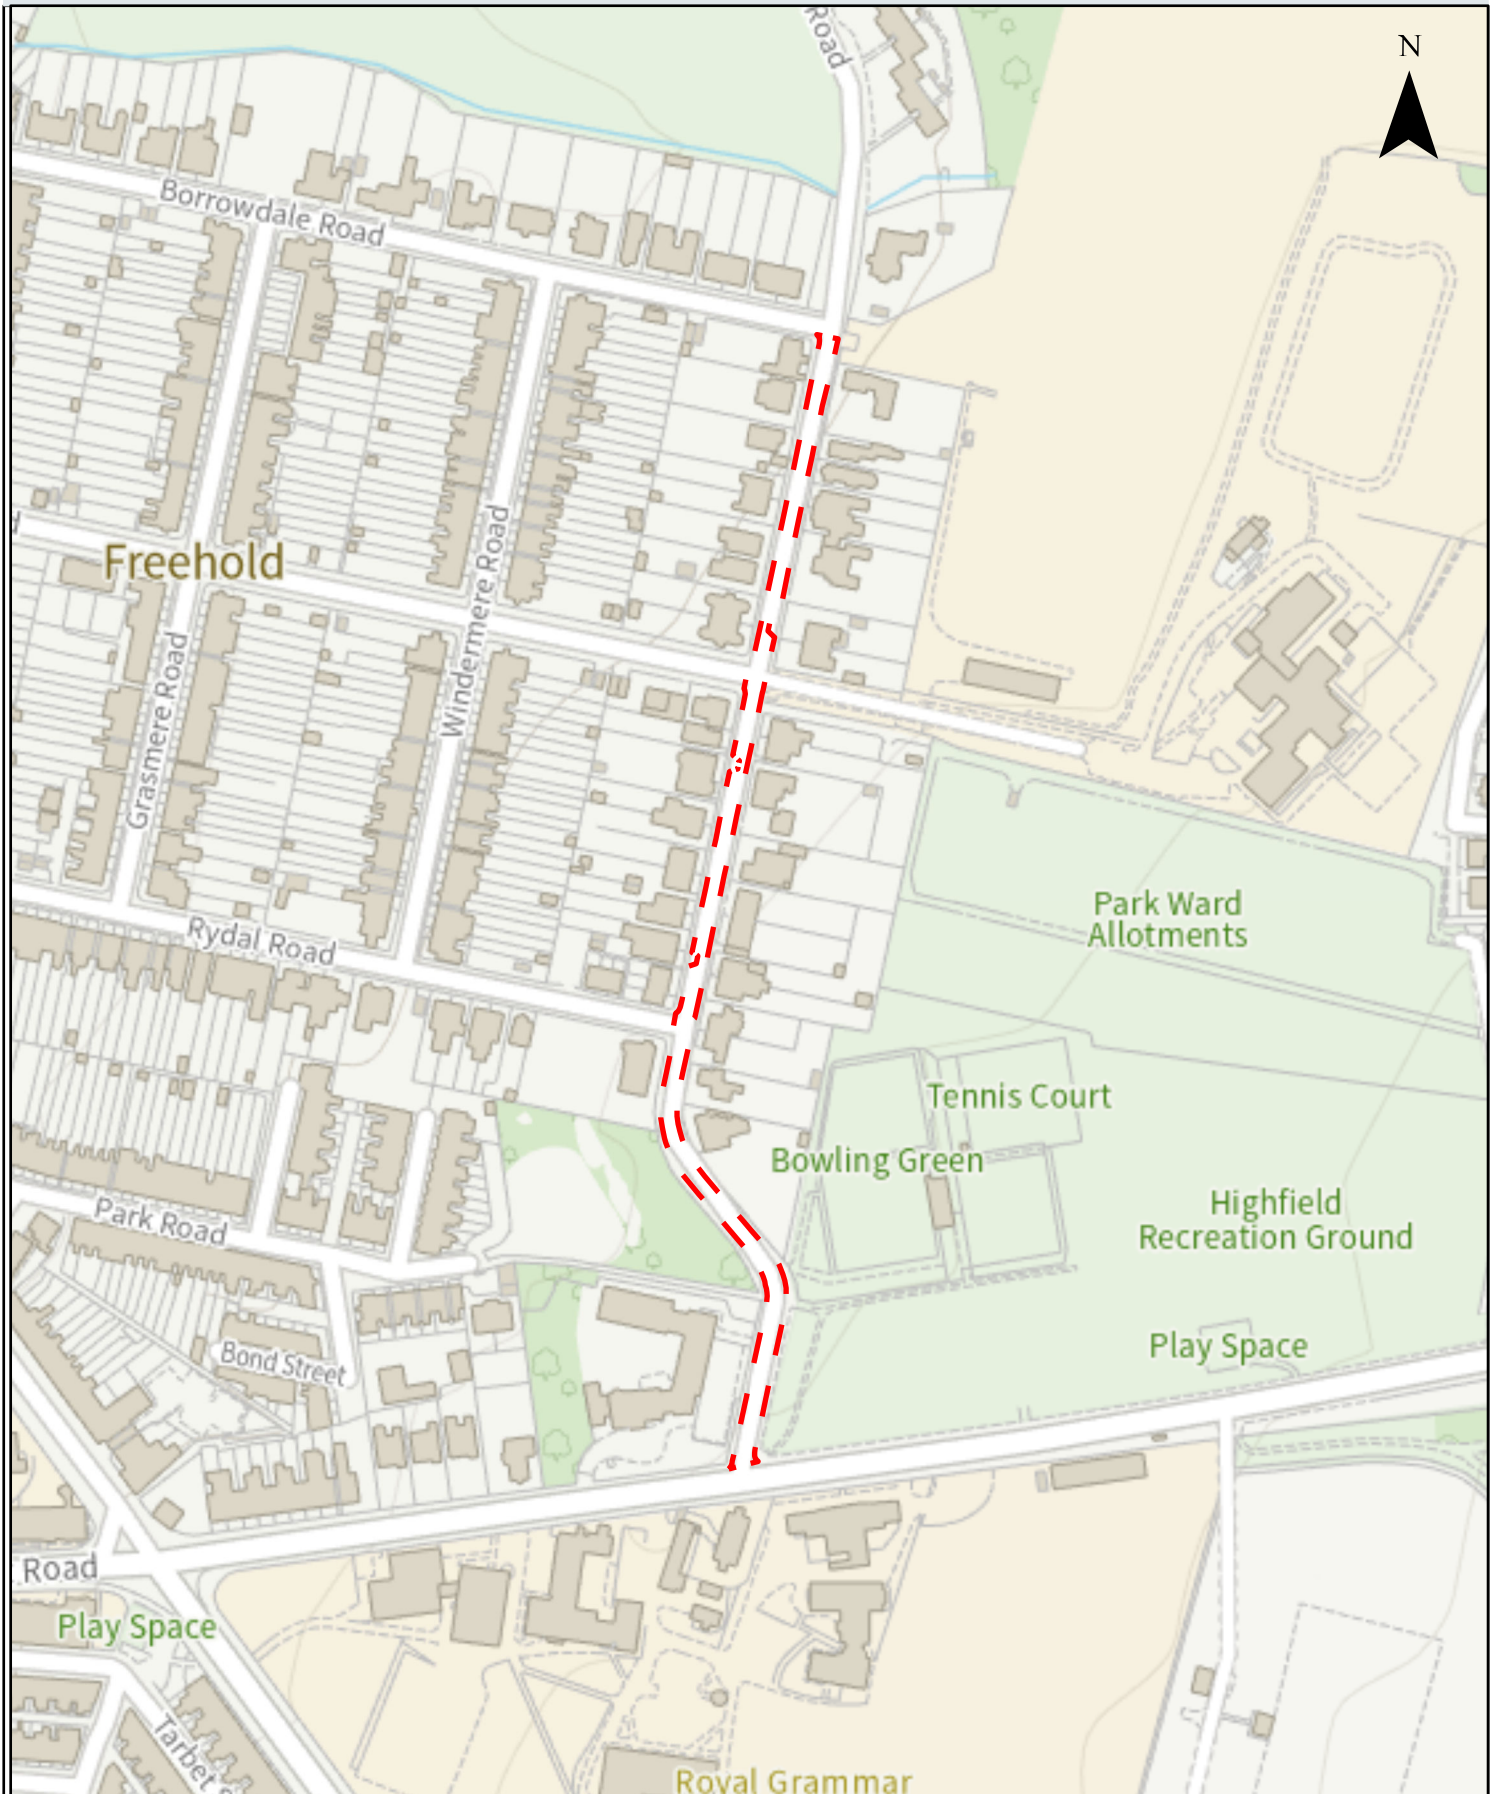 Road
N
Borrowdale Road
Freehold
Windermere Road
Grasmere Road
Rydal Road
Park Ward
Allotments
Tennis Court
Bowling Green
Highfield
Recreation Ground
Park Road
Bond Street
Play Space
Road
Play Space
Tarbet
Royal Grammar